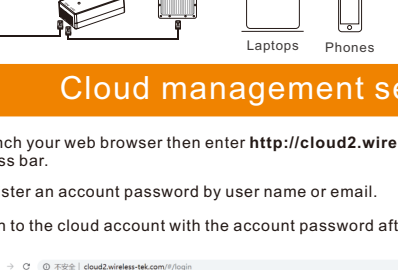 Laptops Phones
Cloud management se
nch your web browser then enter http://cloud2.wire
ss bar.
ster an account password by user name or email.
n to the cloud account with the account password aft
不安全 | cloud2.wireless-tek.com/#/login